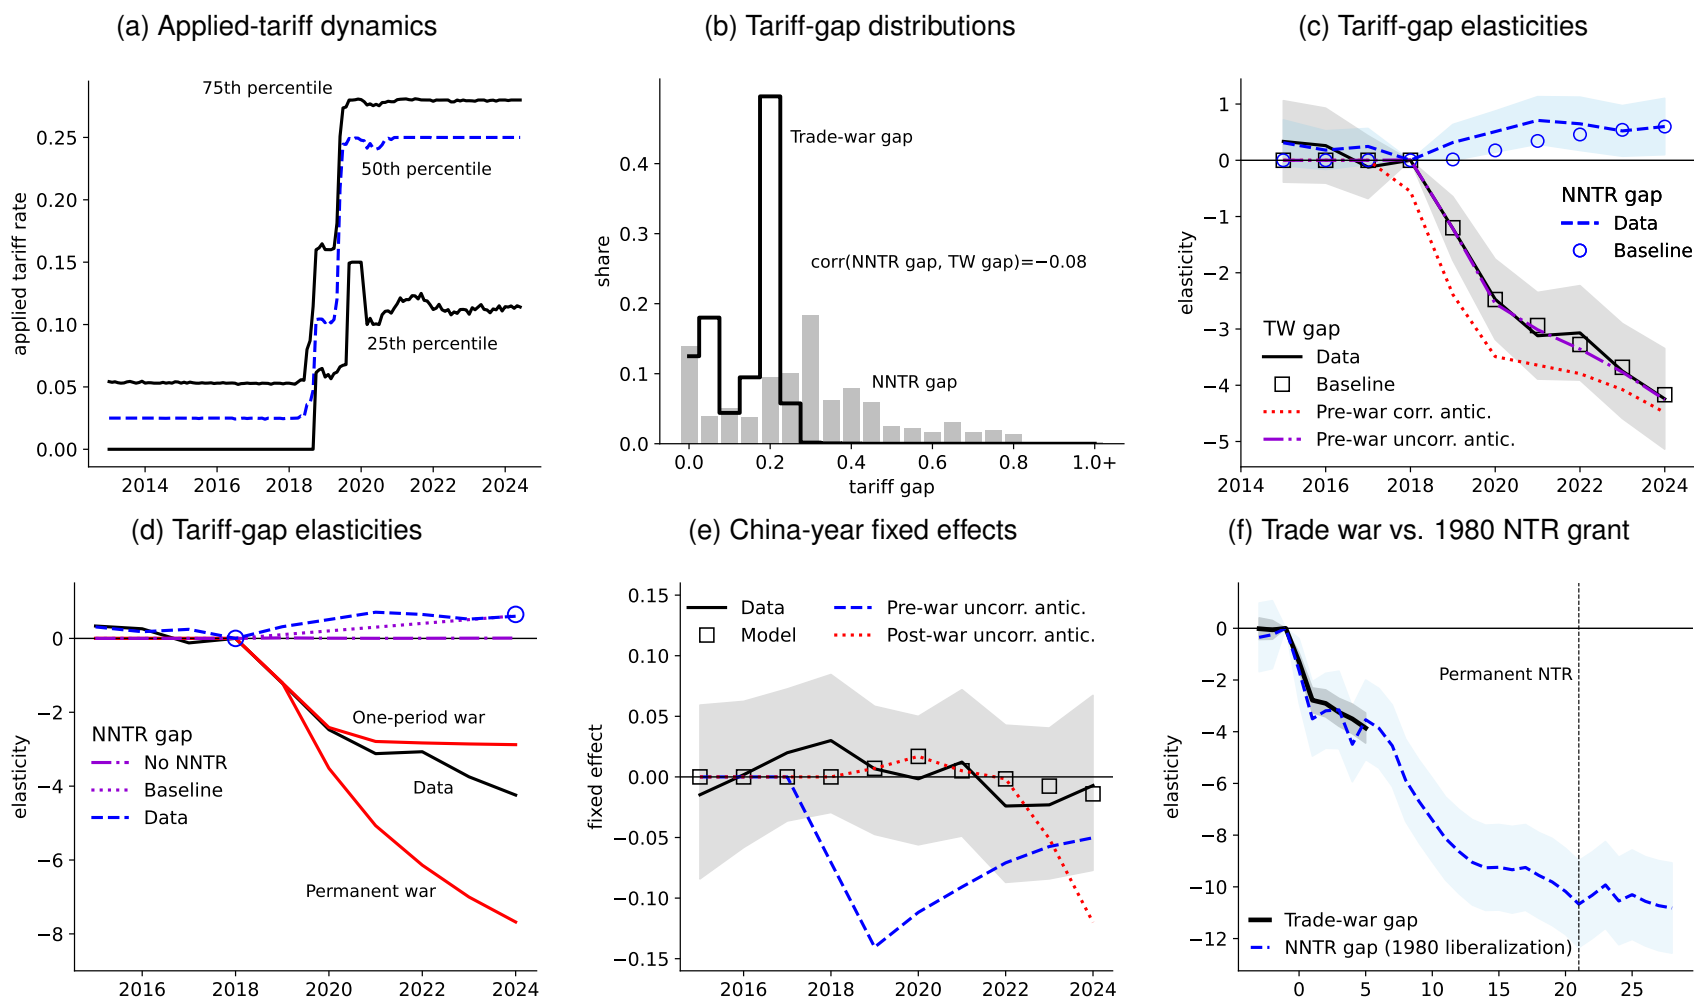 (a) Applied-tariff dynamics
75th percentile
50th percentile
25th percentile
applied tariff rate
0.25
0.20
0.15
0.10
0.05
0.00
2014 2016 2018 2020 2022 2024
(b) Tariff-gap distributions
Trade-war gap
corr(NNTR gap, TW gap)=−0.08
NNTR gap
share
0.4
0.3
0.2
0.1
0.0
0.0 0.2 0.4 0.6 0.8 1.0+
tariff gap
(c) Tariff-gap elasticities
elasticity
1
0
−1
−2
−3
−4
−5
NNTR gap
Data
Baseline
TW gap
Data
Baseline
Pre-war corr. antic.
Pre-war uncorr. antic.
2014 2016 2018 2020 2022 2024
(d) Tariff-gap elasticities
elasticity
0
−2
−4
−6
−8
One-period war
Data
Permanent war
NNTR gap
No NNTR
Baseline
Data
2016 2018 2020 2022 2024
(e) China-year fixed effects
fixed effect
0.15
0.10
0.05
0.00
−0.05
−0.10
−0.15
Data
Model
Pre-war uncorr. antic.
Post-war uncorr. antic.
2016 2018 2020 2022 2024
(f) Trade war vs. 1980 NTR grant
elasticity
0
−2
−4
−6
−8
−10
−12
Permanent NTR
Trade-war gap
NNTR gap (1980 liberalization)
0 5 10 15 20 25